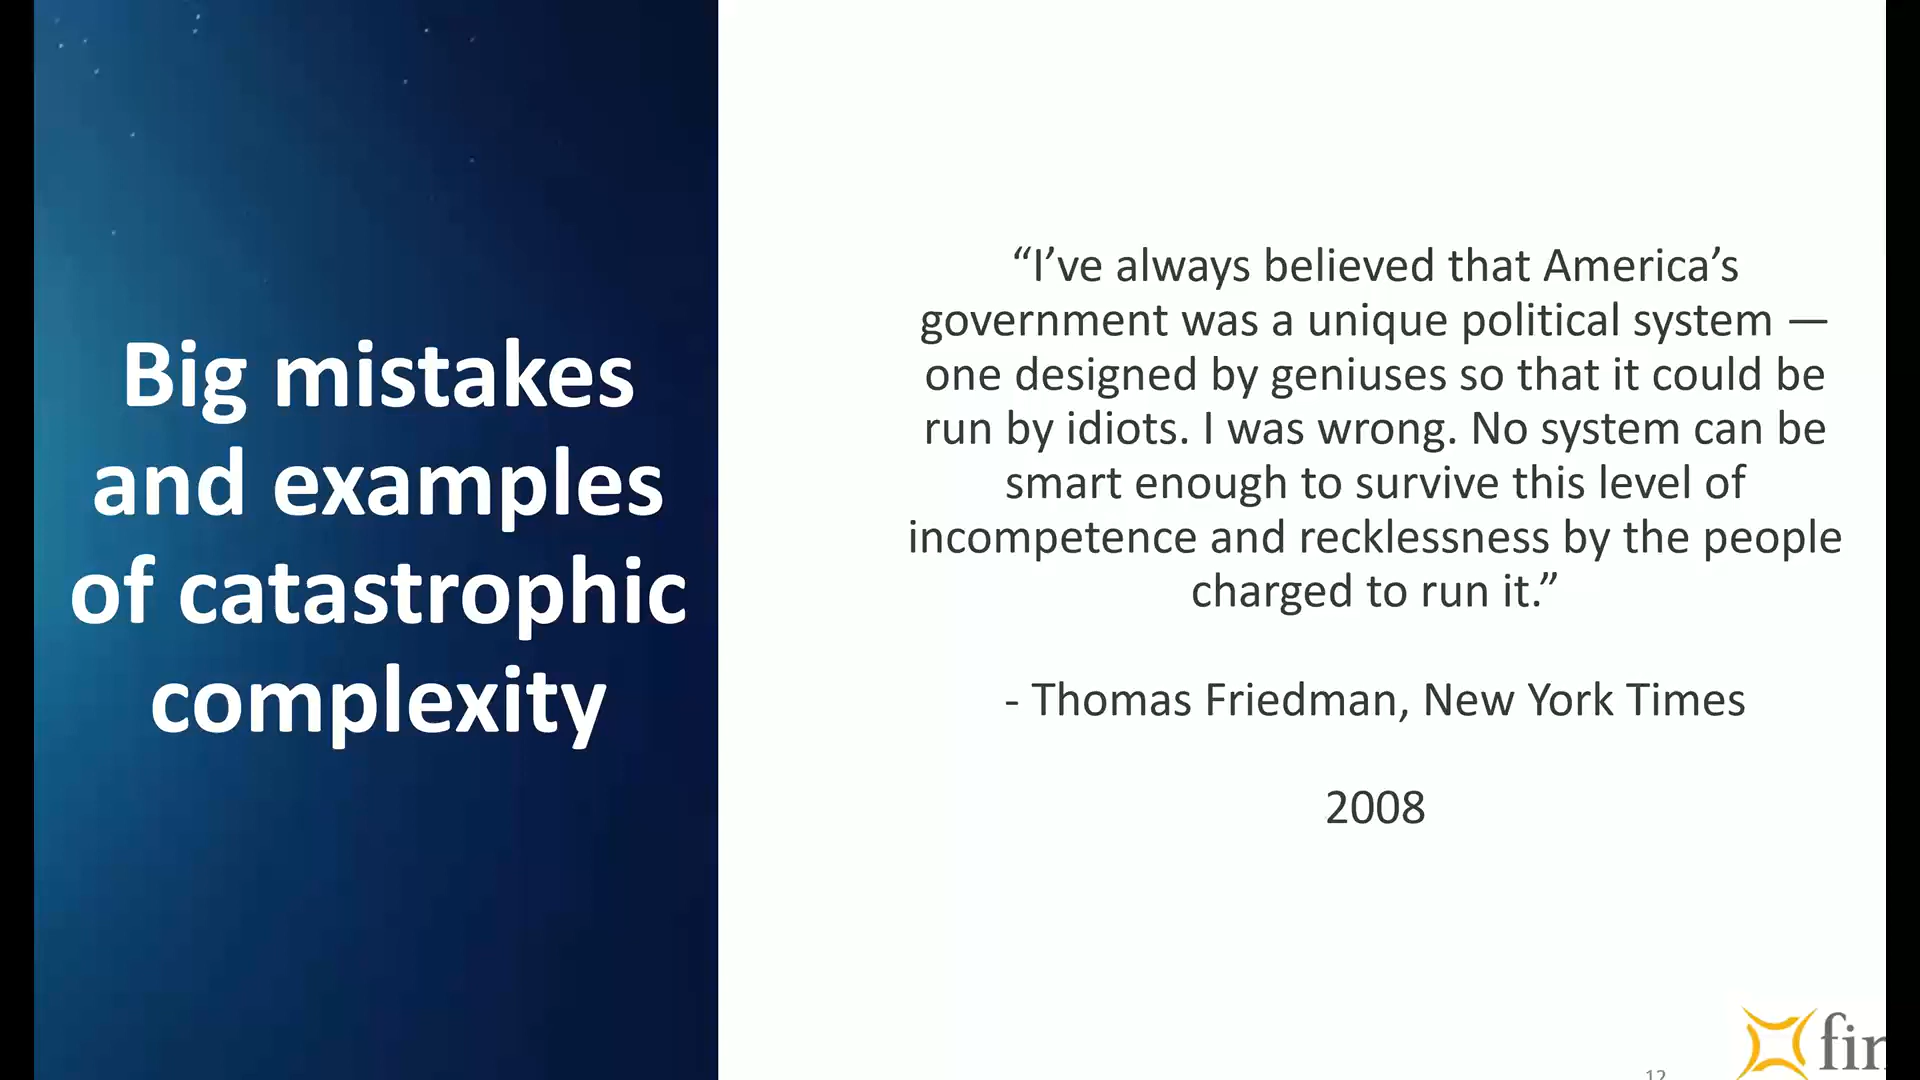 Big mistakes
and examples
of catastrophic
complexity
“I’ve always believed that America’s
government was a unique political system —
one designed by geniuses so that it could be
run by idiots. I was wrong. No system can be
smart enough to survive this level of
incompetence and recklessness by the people
charged to run it.”
- Thomas Friedman, New York Times
2008
12